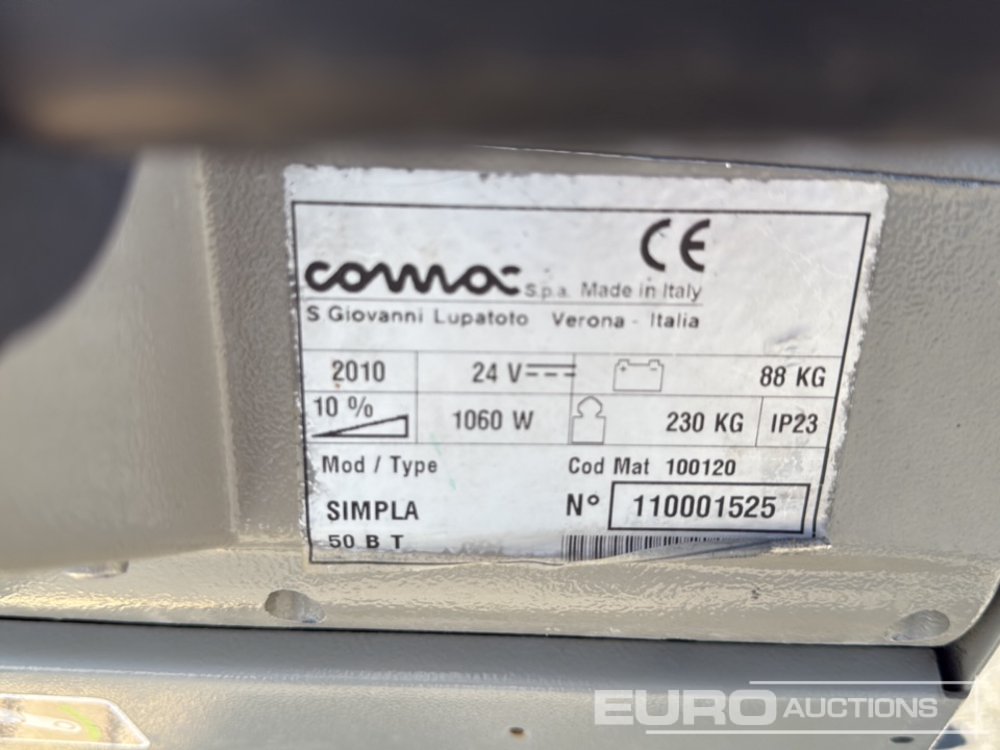 CE
comac S.p.a. Made in Italy
S Giovanni Lupatoto Verona - Italia
2010 24 V 88 KG
10 % 1060 W 230 KG IP23
Mod / Type Cod Mat 100120
SIMPLA N° 110001525
50 B T
EURO AUCTIONS